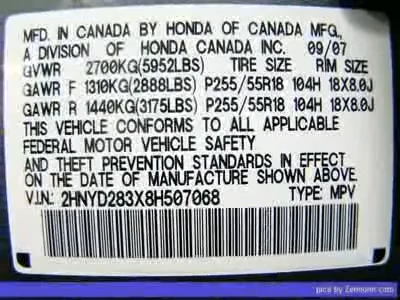 MFD. IN CANADA BY HONDA OF CANADA MFG.,
A DIVISION OF HONDA CANADA INC. 09/07
GVWR 2700KG(5952LBS) TIRE SIZE RIM SIZE
GAWR F 1310KG(2888LBS) P255/55R18 104H 18X8.0J
GAWR R 1440KG(3175LBS) P255/55R18 104H 18X8.0J
THIS VEHICLE CONFORMS TO ALL APPLICABLE
FEDERAL MOTOR VEHICLE SAFETY
AND THEFT PREVENTION STANDARDS IN EFFECT
ON THE DATE OF MANUFACTURE SHOWN ABOVE.
V.I.N.: 2HNYD283X8H507068 TYPE: MPV
pics by